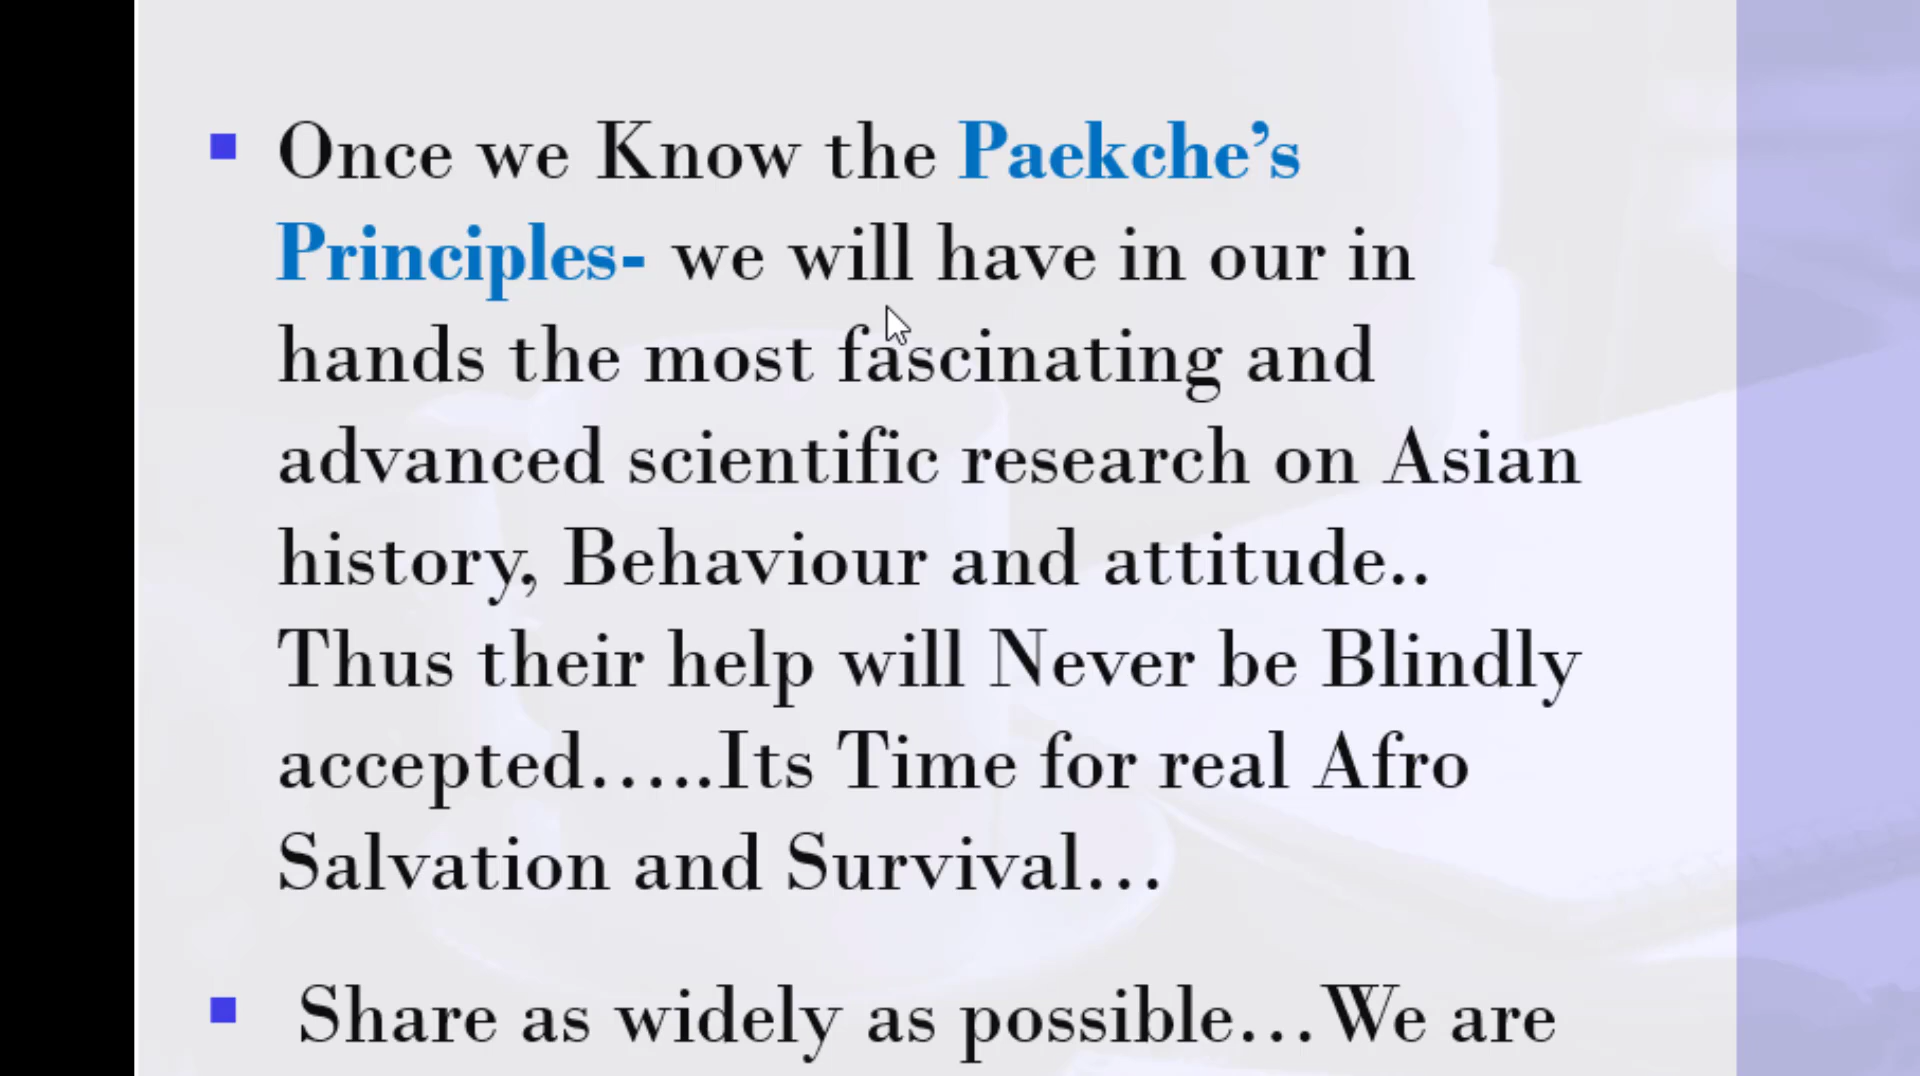 Once we Know the Paekche’s
Principles- we will have in our in
hands the most fascinating and
advanced scientific research on Asian
history, Behaviour and attitude..
Thus their help will Never be Blindly
accepted…..Its Time for real Afro
Salvation and Survival…
Share as widely as possible…We are